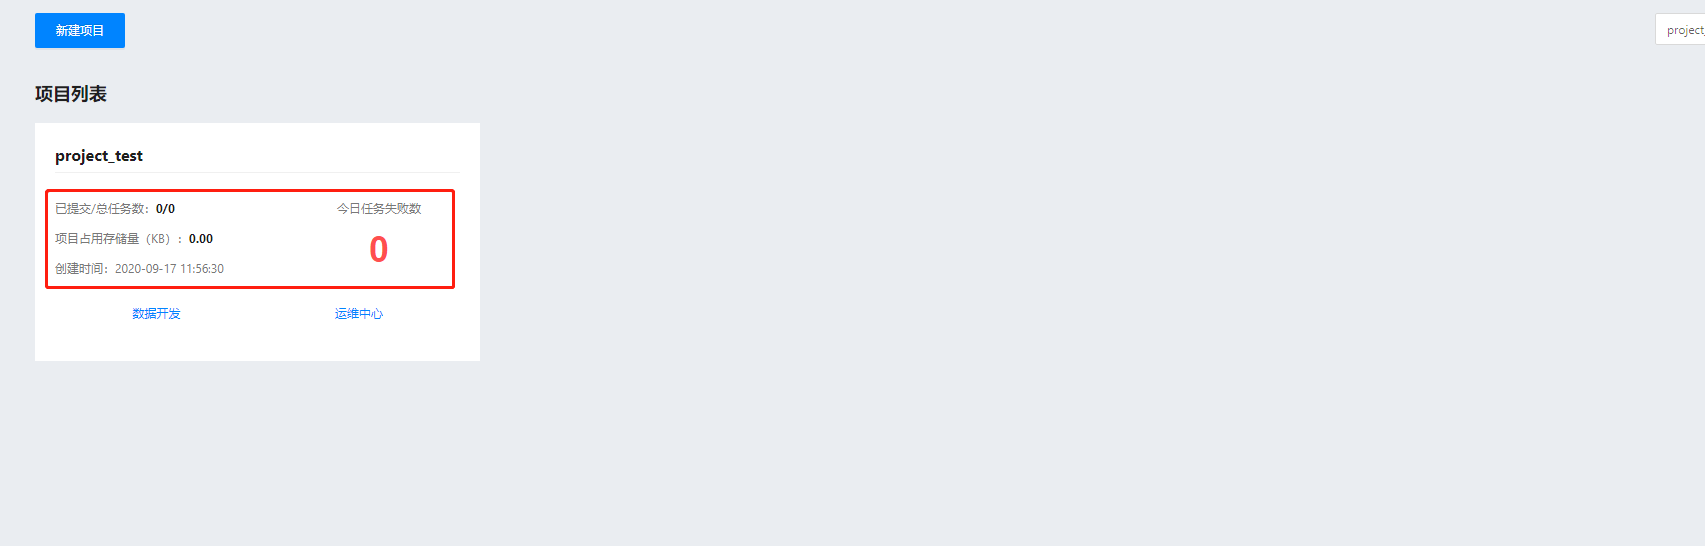 新建项目
project_
项目列表
project_test
已提交/总任务数：0/0
今日任务失败数
项目占用存储量（KB）：0.00
0
创建时间：2020-09-17 11:56:30
数据开发
运维中心